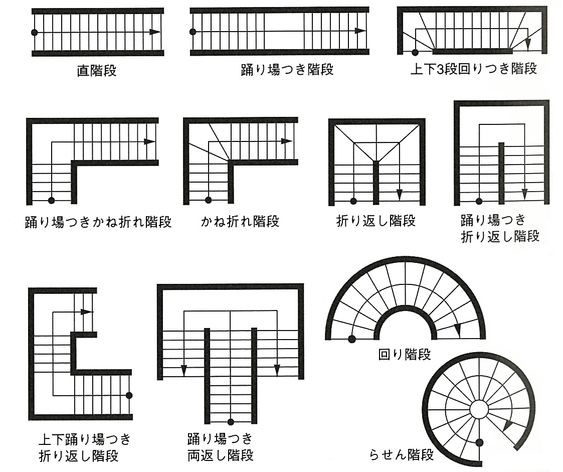 直階段
踊り場つき階段
上下3段回りつき階段
踊り場つきかね折れ階段
かね折れ階段
折り返し階段
踊り場つき
折り返し階段
上下踊り場つき
折り返し階段
踊り場つき
両返し階段
回り階段
らせん階段